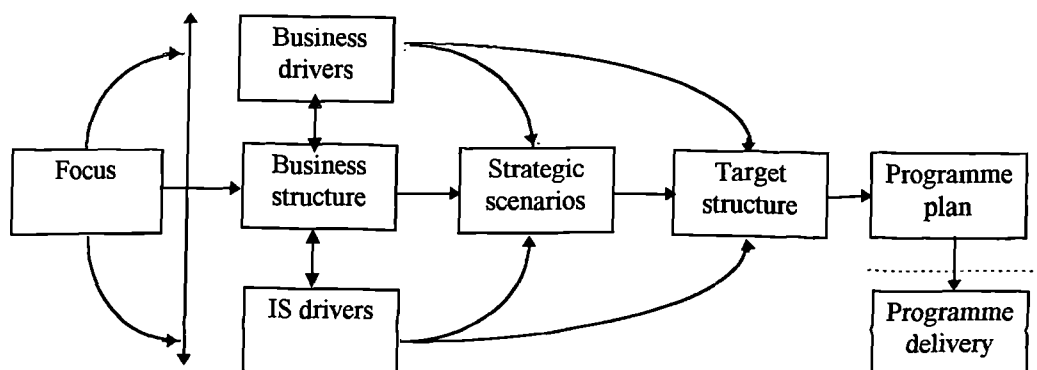 Business
drivers
Focus
Business
structure
Strategic
scenarios
Target
structure
Programme
plan
IS drivers
Programme
delivery